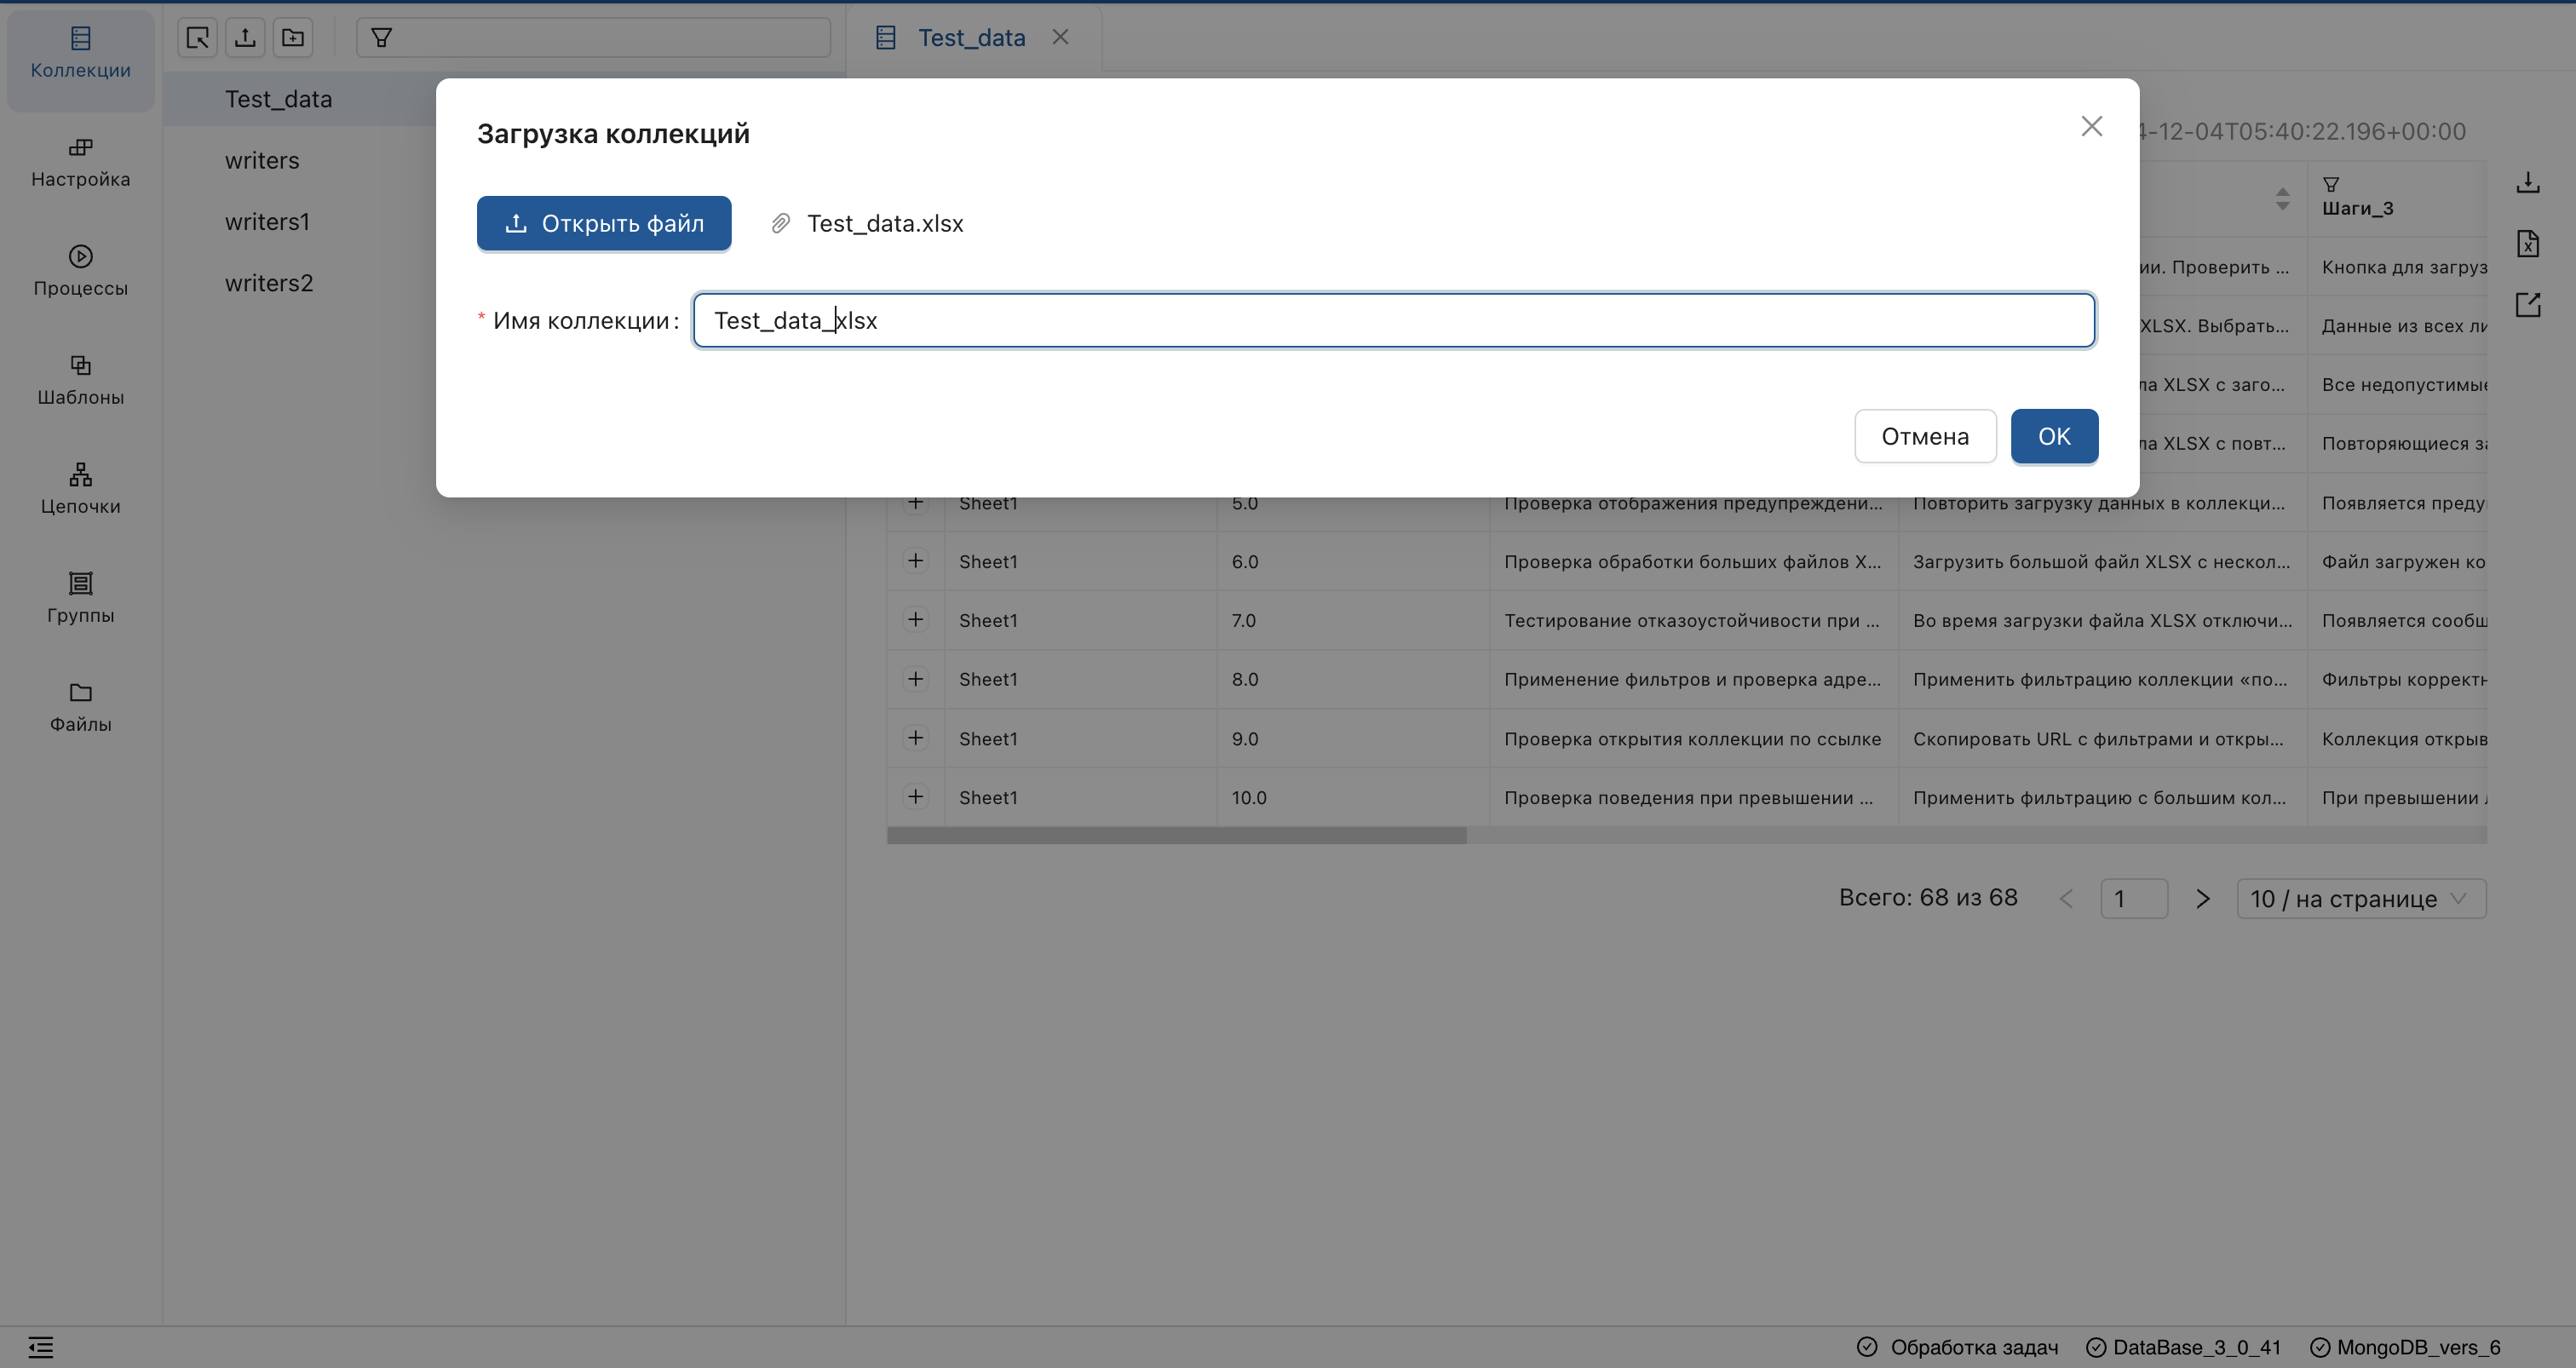 Коллекции
Настройка
Процессы
Шаблоны
Цепочки
Группы
Файлы
Test_data
writers
writers1
writers2
Test_data
4-12-04T05:40:22.196+00:00
Загрузка коллекций
Открыть файл
Test_data.xlsx
* Имя коллекции:
Test_data_xlsx
Отмена
OK
Шаги_3
ии. Проверить ...
Кнопка для загруз
XLSX. Выбрать...
Данные из всех ли
ла XLSX с заго...
Все недопустимые
ла XLSX с повт...
Повторяющиеся за
Sheet1 5.0 Проверка отображения предупреждени... Повторить загрузку данных в коллекци... Появляется преду
Sheet1 6.0 Проверка обработки больших файлов X... Загрузить большой файл XLSX с нескол... Файл загружен ко
Sheet1 7.0 Тестирование отказоустойчивости при ... Во время загрузки файла XLSX отключи... Появляется сообщ
Sheet1 8.0 Применение фильтров и проверка адре... Применить фильтрацию коллекции «по... Фильтры корректн
Sheet1 9.0 Проверка открытия коллекции по ссылке Скопировать URL с фильтрами и откры... Коллекция открыв
Sheet1 10.0 Проверка поведения при превышении ... Применить фильтрацию с большим кол... При превышении л
Всего: 68 из 68
1
10 / на странице
Обработка задач
DataBase_3_0_41
MongoDB_vers_6